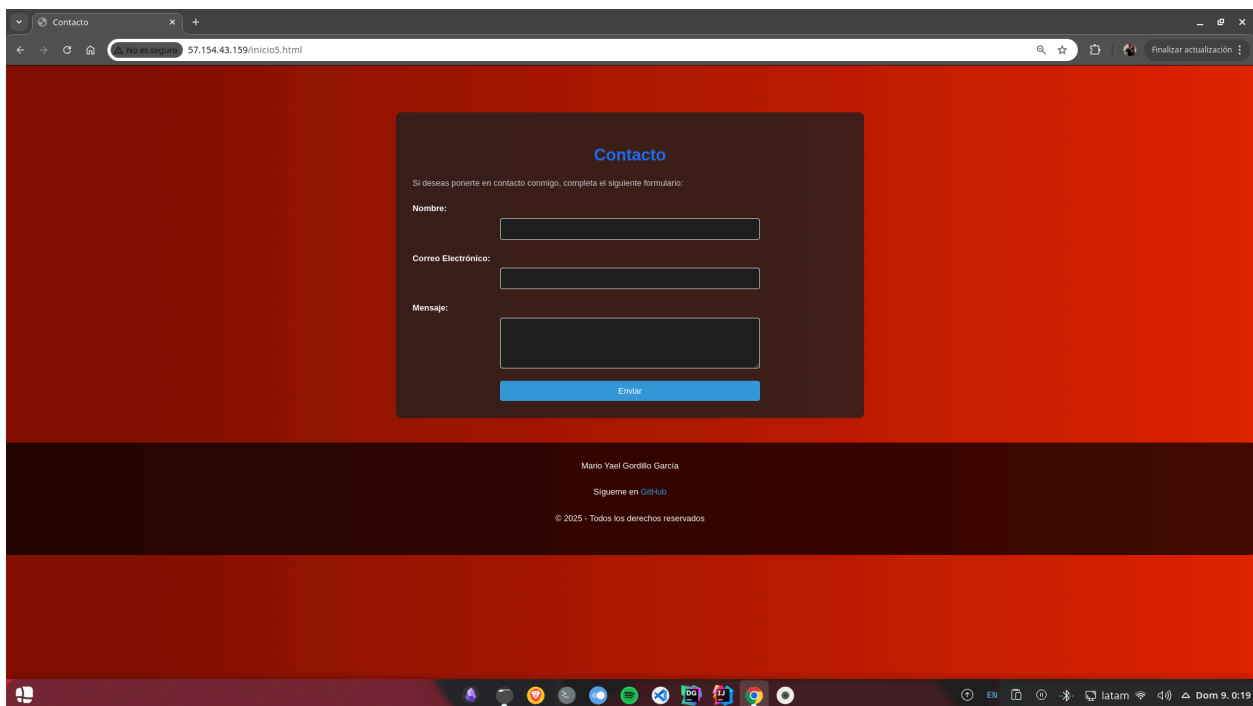 Contacto
No es seguro 57.154.43.159/inicio5.html Finalizar actualización
Contacto
Si deseas ponerte en contacto conmigo, completa el siguiente formulario:
Nombre:
Correo Electrónico:
Mensaje:
Enviar
Mario Yael Gordillo García
Sígueme en GitHub
© 2025 - Todos los derechos reservados
DG IJ EN latam Dom 9. 0:19